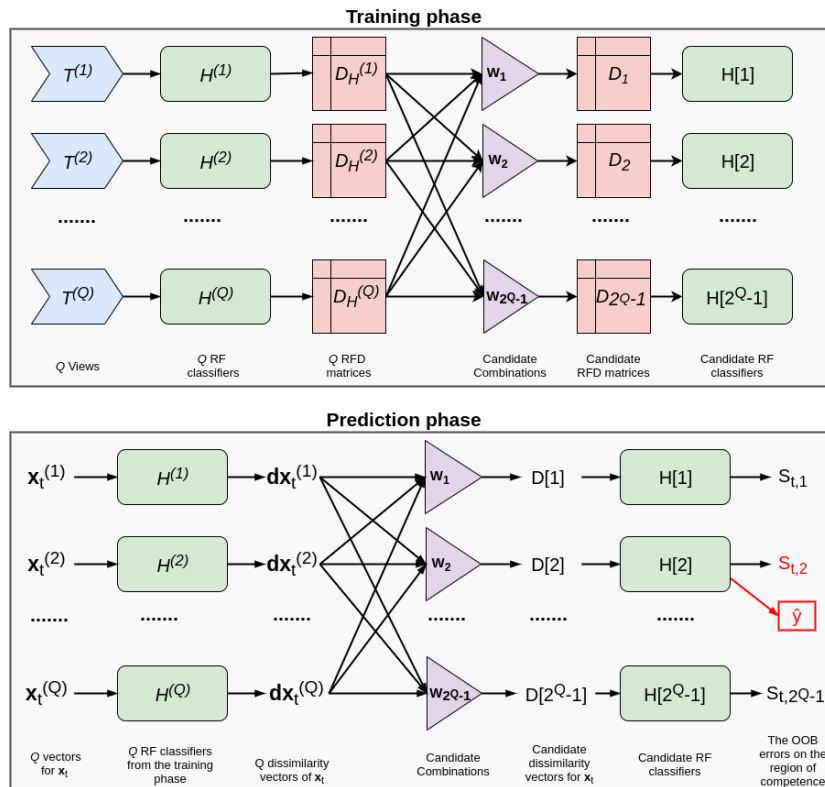 Training phase
T(1) H(1) DH(1) w1 D1 H[1]
T(2) H(2) DH(2) w2 D2 H[2]
....... ....... ....... ....... ....... .......
T(Q) H(Q) DH(Q) w2Q-1 D2Q-1 H[2Q-1]
Q Views
Q RF
classifiers
Q RFD
matrices
Candidate
Combinations
Candidate
RFD matrices
Candidate RF
classifiers
Prediction phase
xt(1) H(1) dxt(1) w1 D[1] H[1] St,1
xt(2) H(2) dxt(2) w2 D[2] H[2] St,2
ŷ
....... ....... ....... ....... ....... .......
xt(Q) H(Q) dxt(Q) w2Q-1 D[2Q-1] H[2Q-1] St,2Q-1
Q vectors
for xt
Q RF classifiers
from the training
phase
Q dissimilarity
vectors of xt
Candidate
Combinations
Candidate
dissimilarity
vectors for xt
Candidate RF
classifiers
The OOB
errors on the
region of
competence